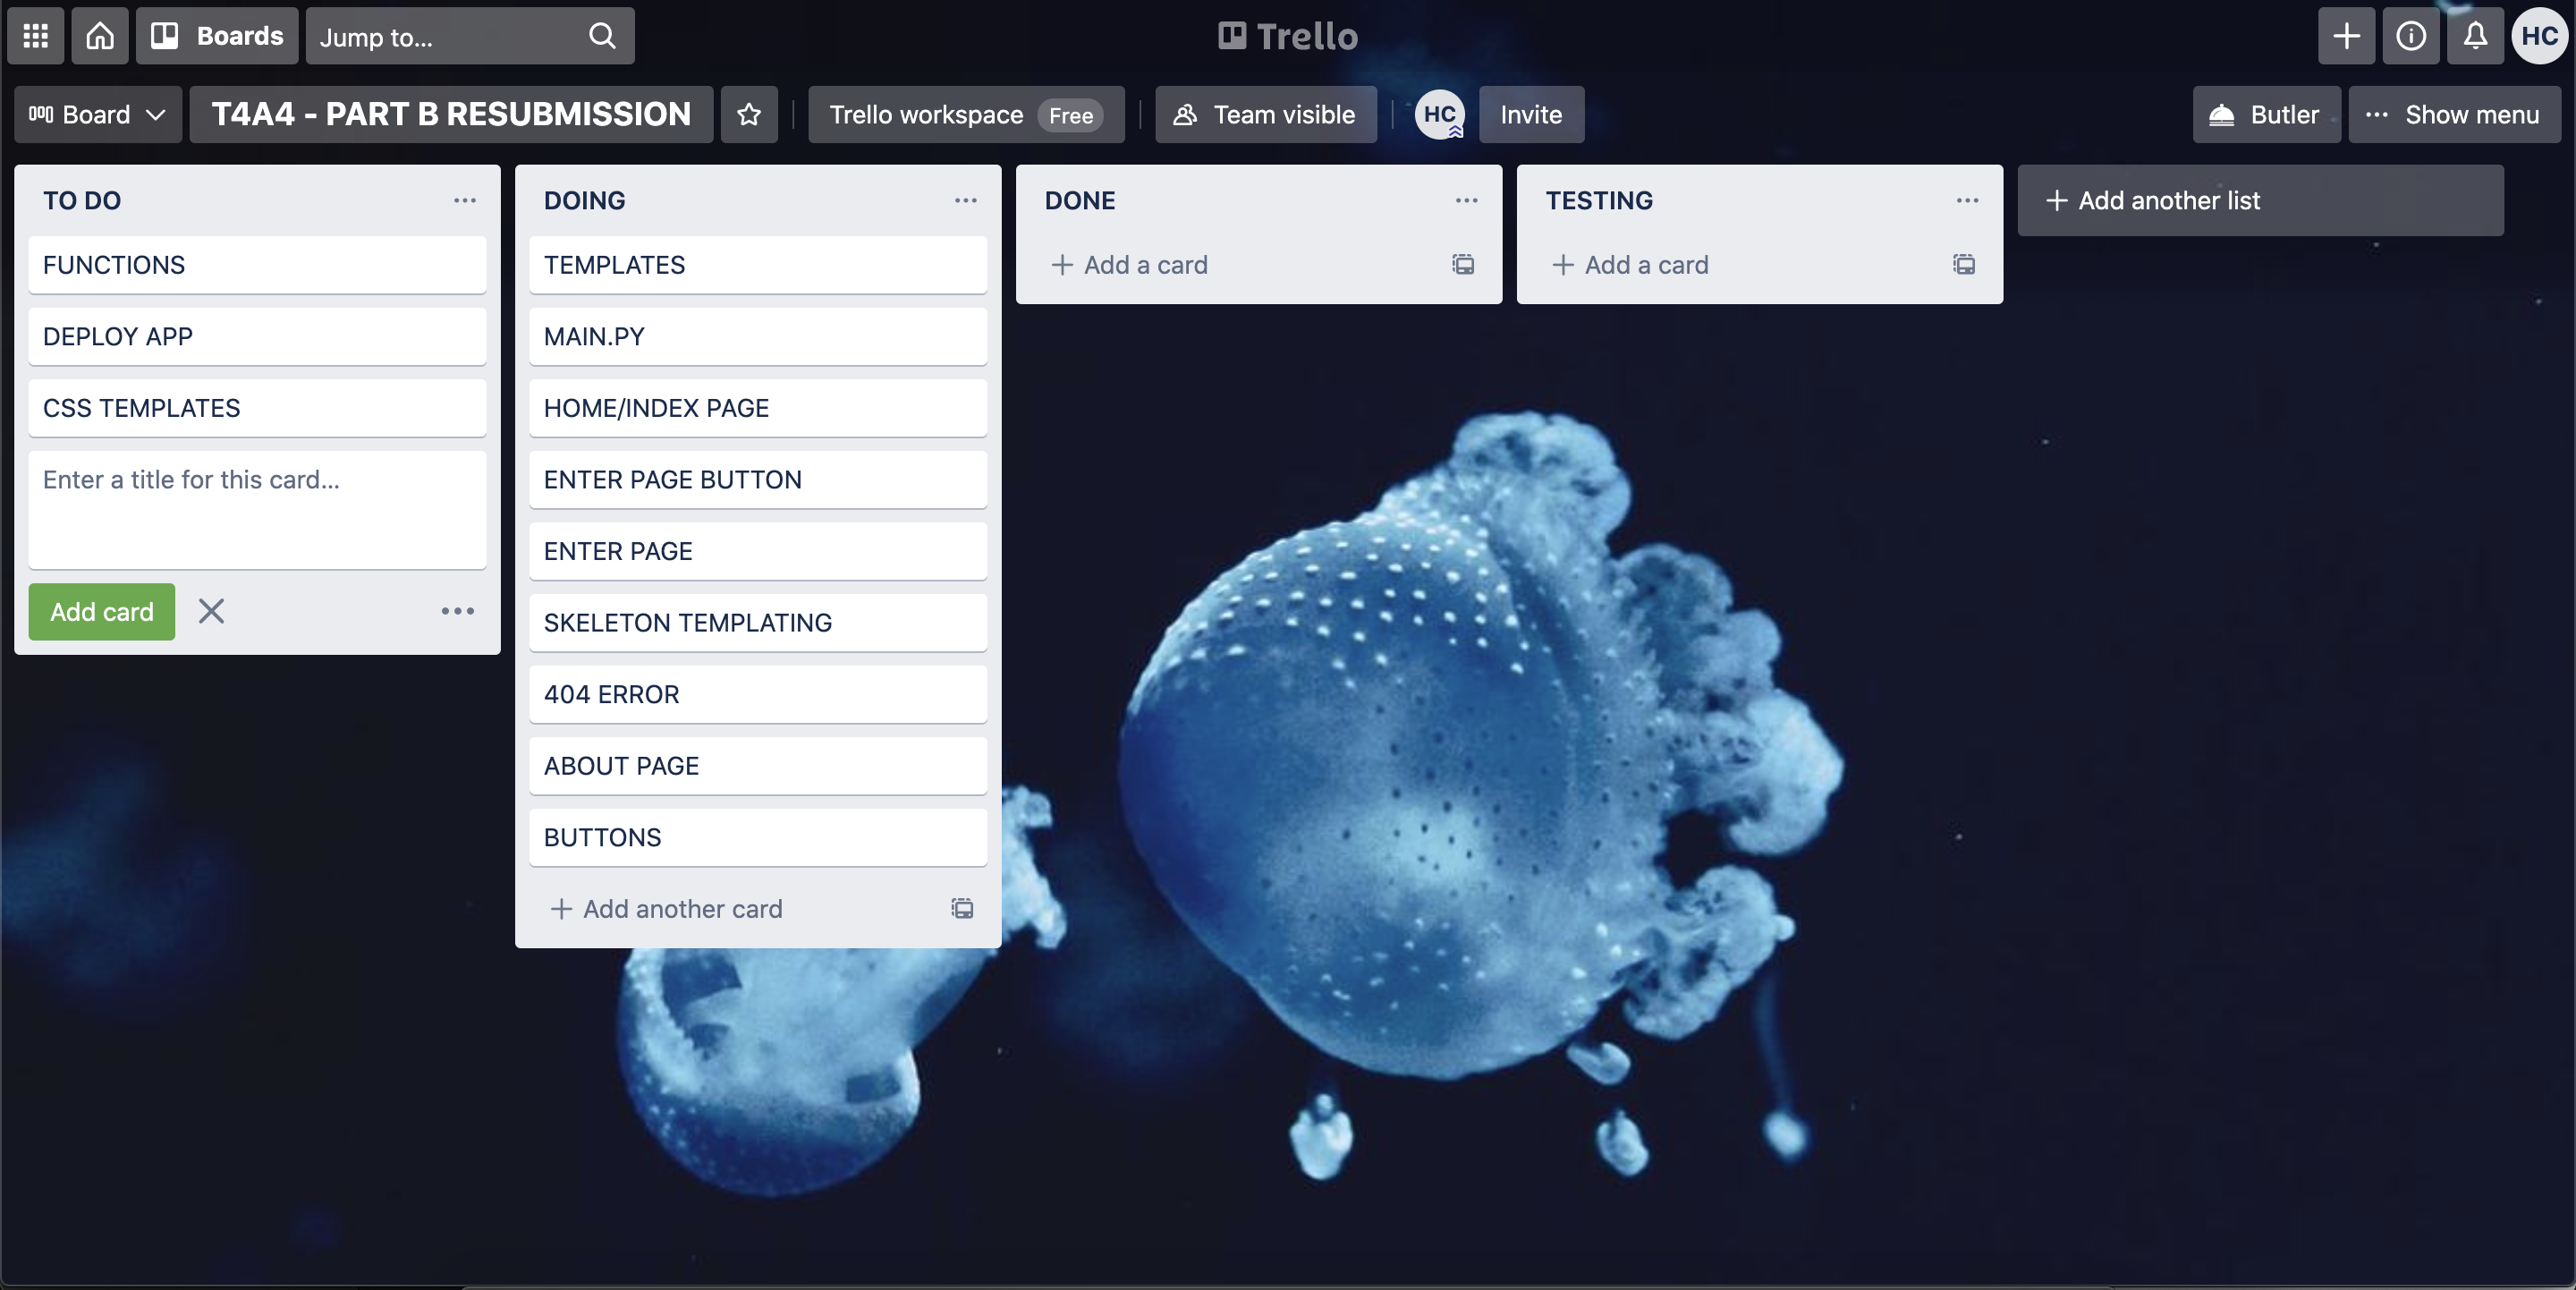 Boards
Jump to...
Trello
HC
Board
T4A4 - PART B RESUBMISSION
Trello workspace Free
Team visible
HC
Invite
Butler
... Show menu
TO DO
FUNCTIONS
DEPLOY APP
CSS TEMPLATES
Enter a title for this card...
Add card
DOING
TEMPLATES
MAIN.PY
HOME/INDEX PAGE
ENTER PAGE BUTTON
ENTER PAGE
SKELETON TEMPLATING
404 ERROR
ABOUT PAGE
BUTTONS
+ Add another card
DONE
+ Add a card
TESTING
+ Add a card
+ Add another list